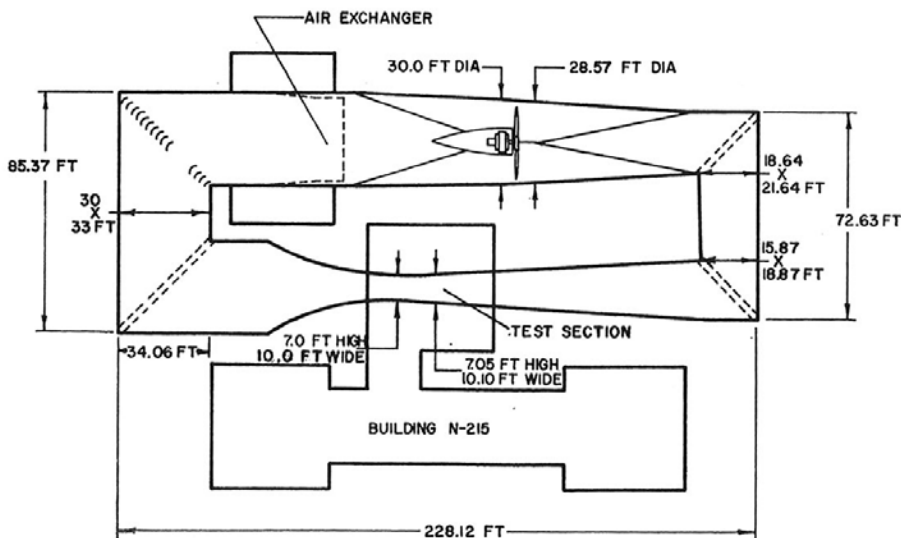 AIR EXCHANGER
30.0 FT DIA
28.57 FT DIA
85.37 FT
30
X
33 FT
18.64
X
21.64 FT
72.63 FT
15.87
X
18.87 FT
TEST SECTION
34.06 FT
7.0 FT HIGH
10.0 FT WIDE
7.05 FT HIGH
10.10 FT WIDE
BUILDING N-215
228.12 FT